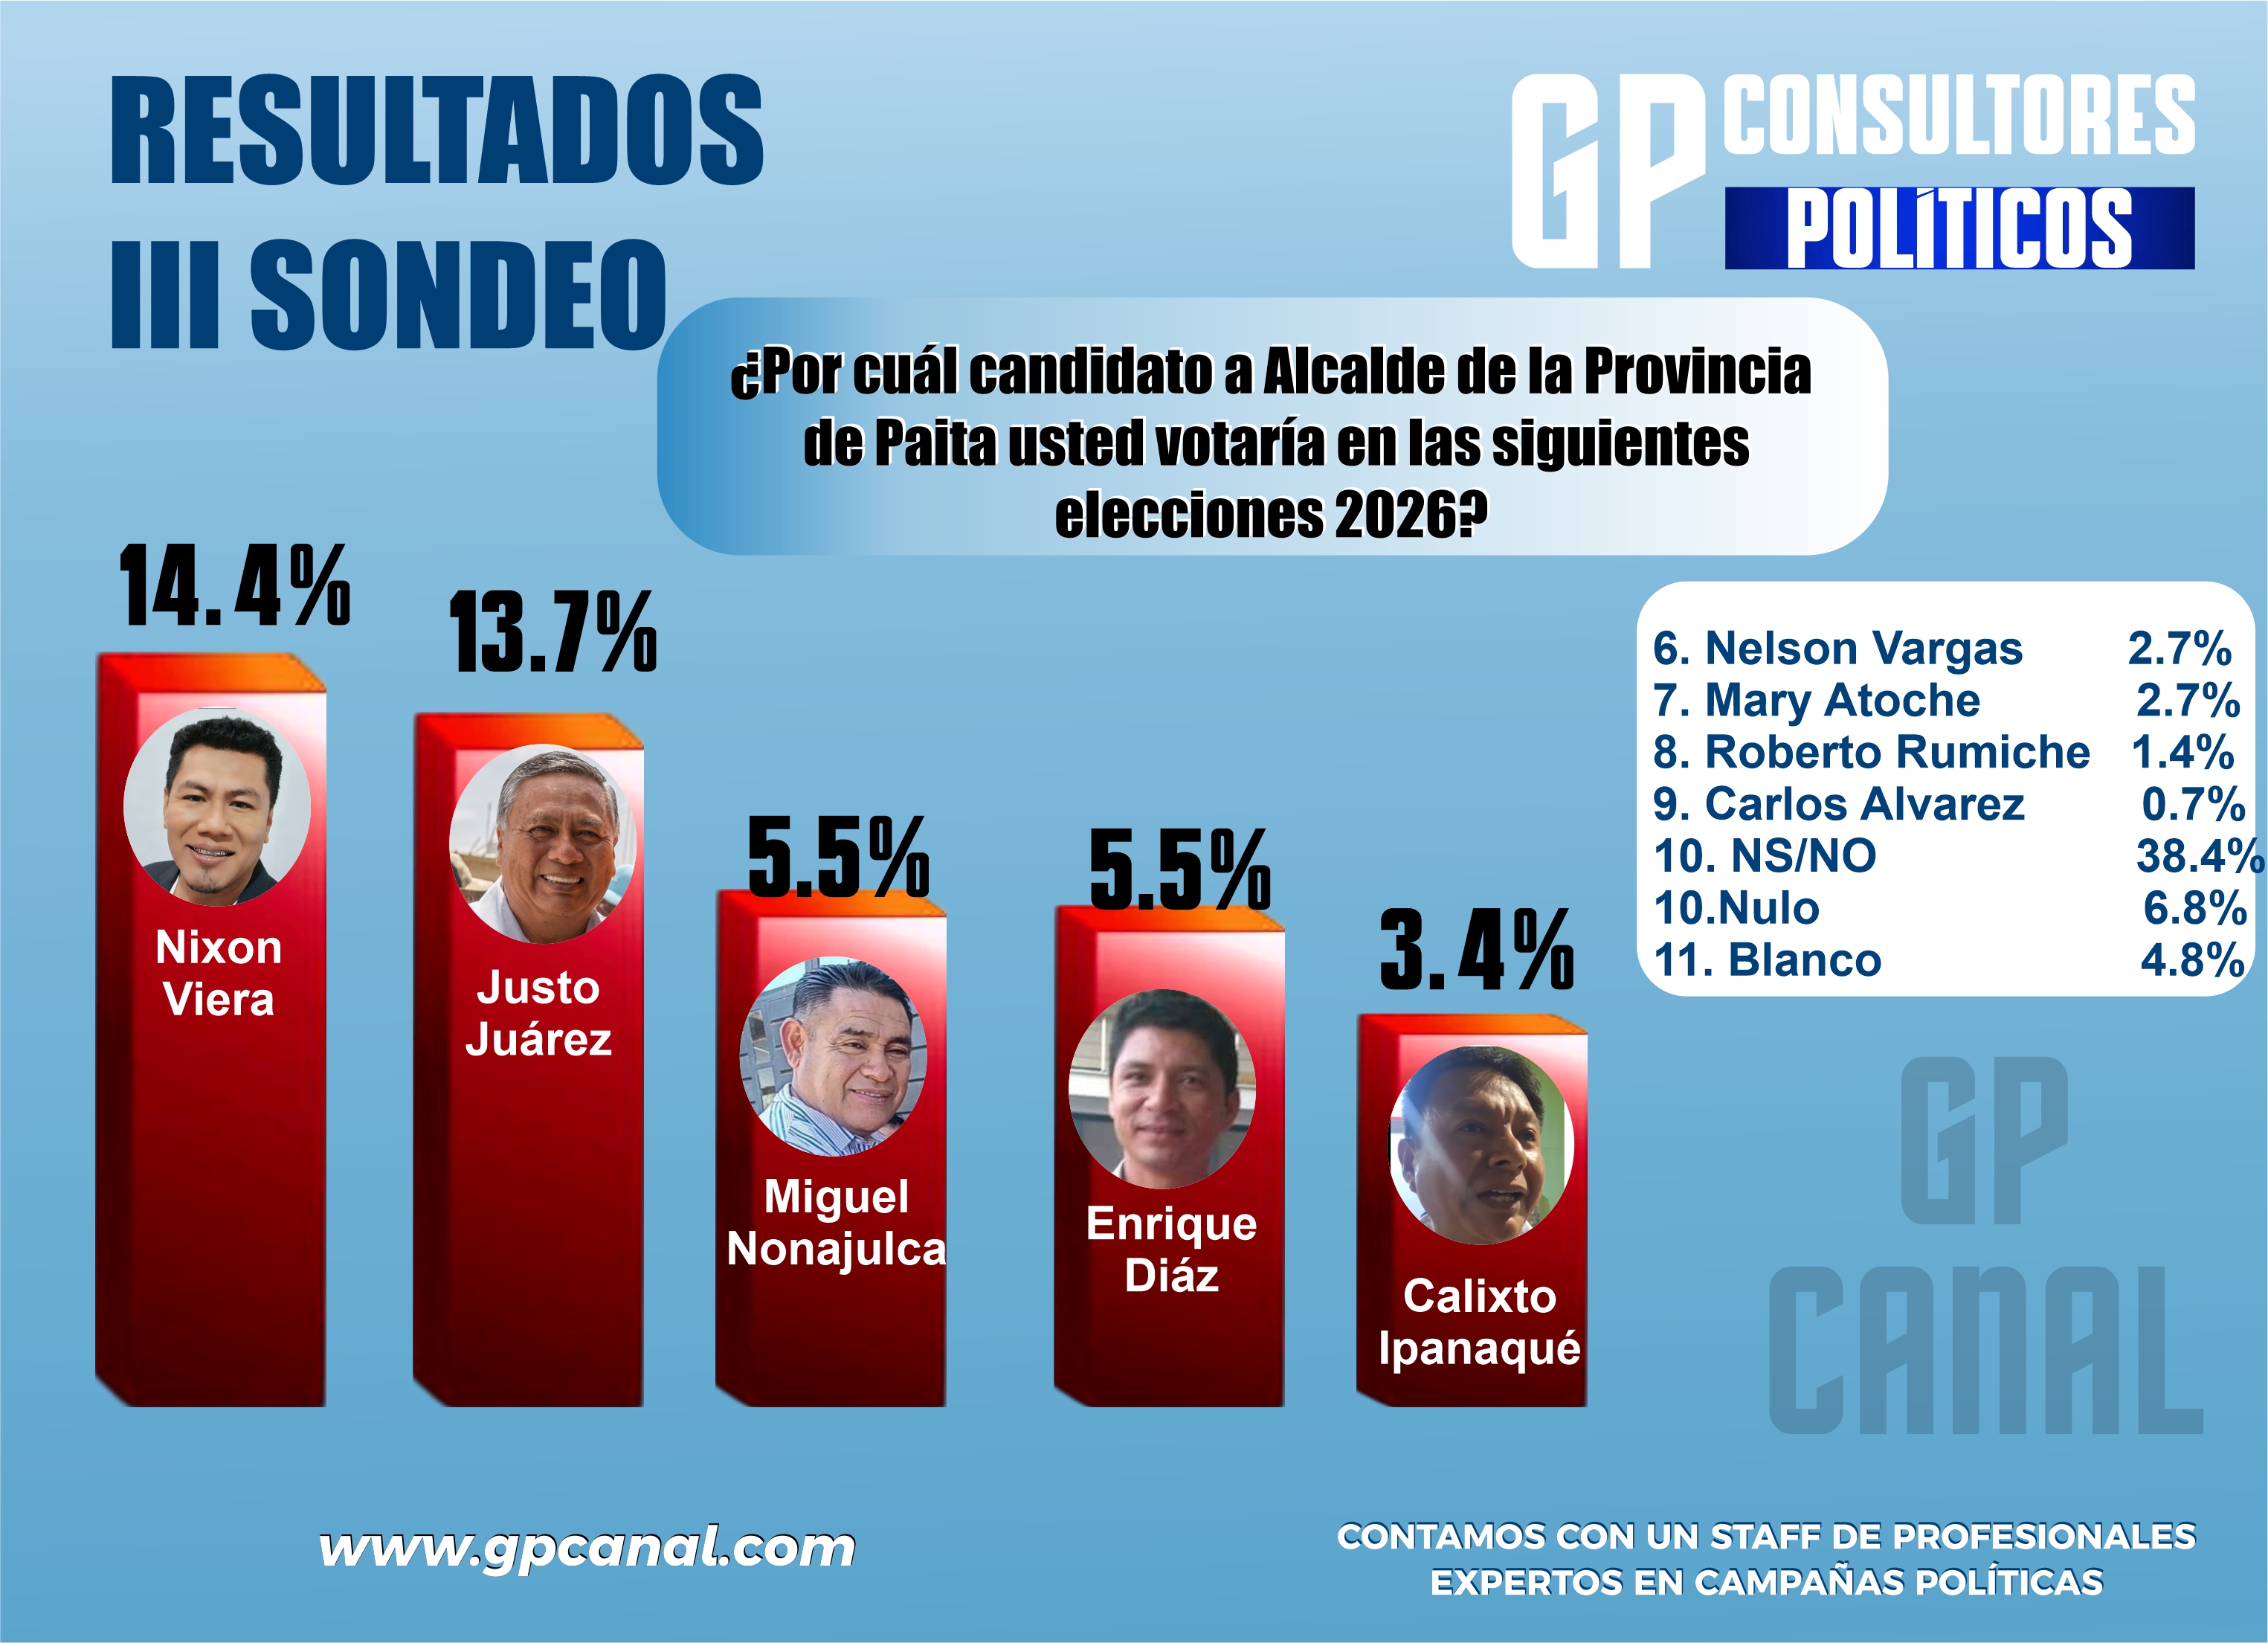 RESULTADOS
III SONDEO
GP CONSULTORES
POLÍTICOS
¿Por cuál candidato a Alcalde de la Provincia
de Paita usted votaría en las siguientes
elecciones 2026?
14.4%
13.7%
5.5%
5.5%
3.4%
Nixon
Viera
Justo
Juárez
Miguel
Nonajulca
Enrique
Diáz
Calixto
Ipanaqué
6. Nelson Vargas 2.7%
7. Mary Atoche 2.7%
8. Roberto Rumiche 1.4%
9. Carlos Alvarez 0.7%
10. NS/NO 38.4%
10.Nulo 6.8%
11. Blanco 4.8%
GP
CANAL
www.gpcanal.com
CONTAMOS CON UN STAFF DE PROFESIONALES
EXPERTOS EN CAMPAÑAS POLÍTICAS